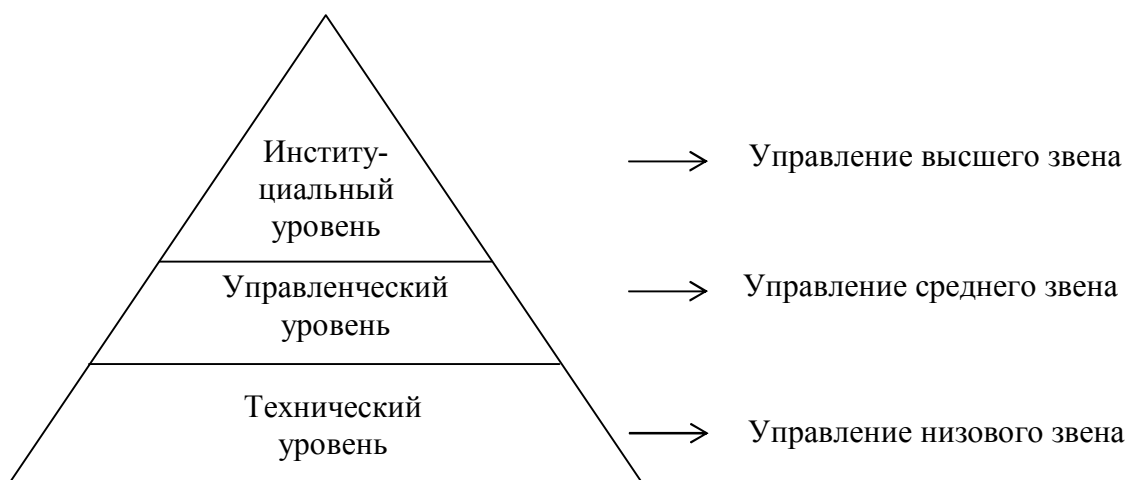 Институ-
циальный
уровень
Управление высшего звена
Управленческий
уровень
Управление среднего звена
Технический
уровень
Управление низового звена